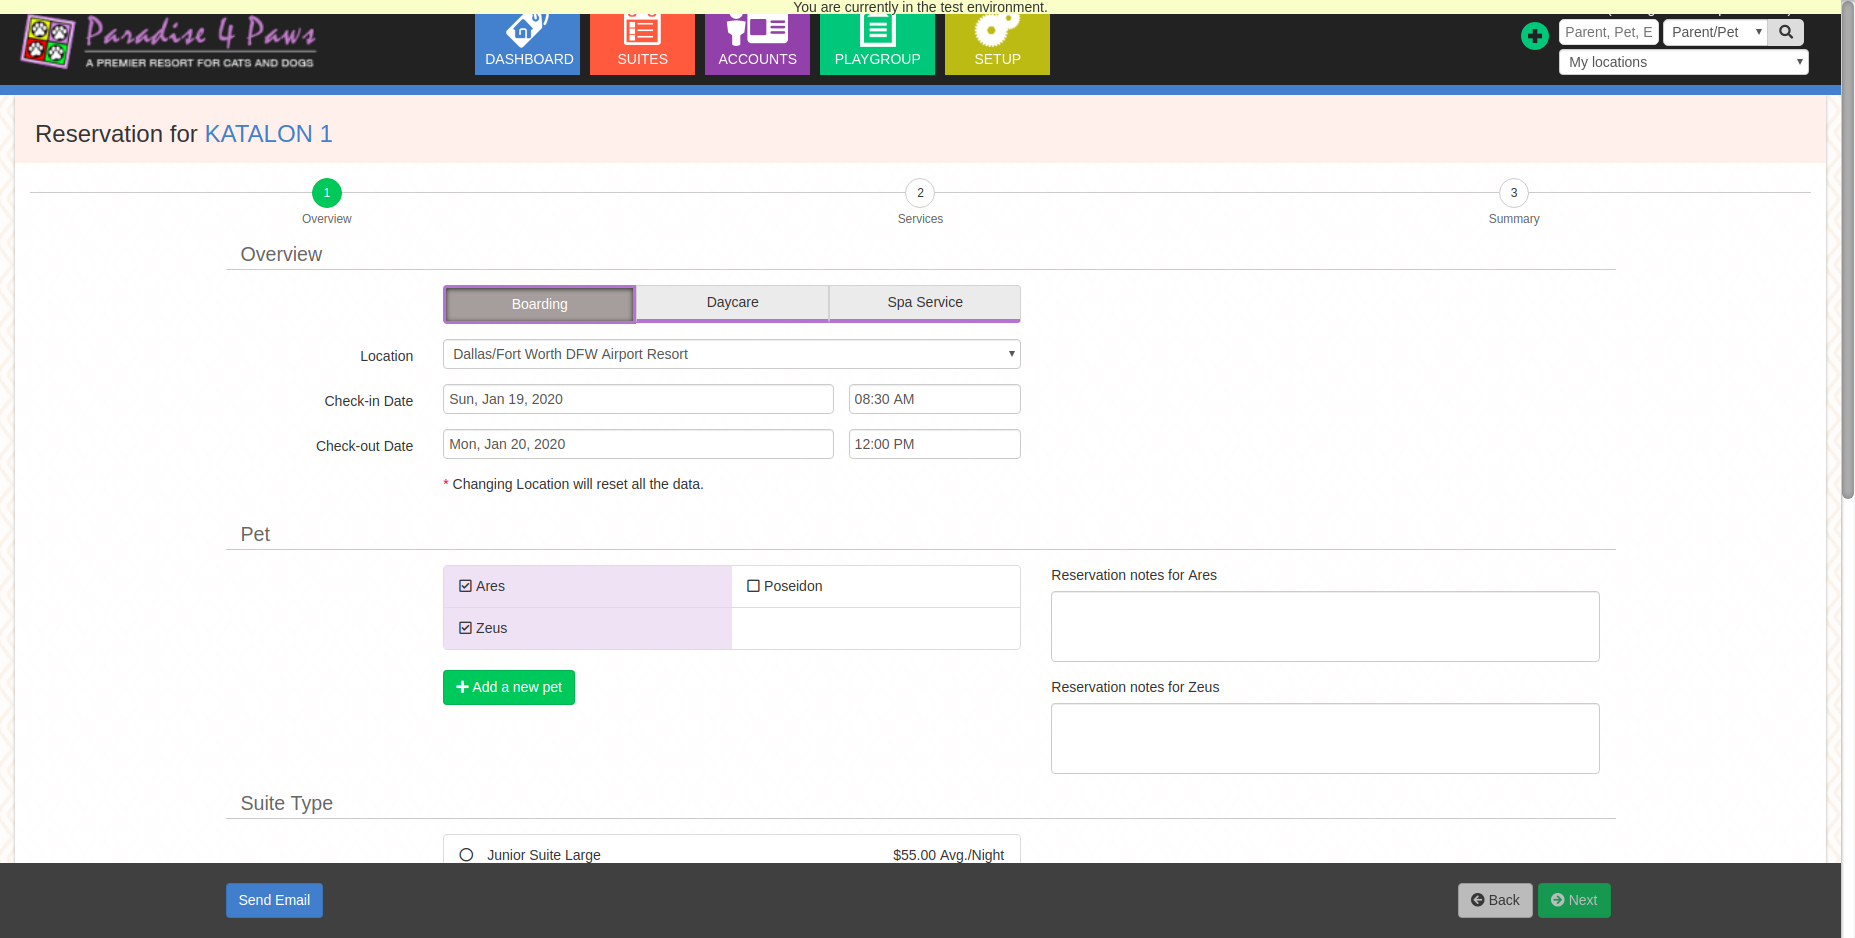 You are currently in the test environment.
Paradise 4 Paws
A PREMIER RESORT FOR CATS AND DOGS
DASHBOARD
SUITES
ACCOUNTS
PLAYGROUP
SETUP
Parent, Pet, E
Parent/Pet
My locations
Reservation for KATALON 1
1
2
3
Overview
Services
Summary
Overview
Boarding
Daycare
Spa Service
Location
Dallas/Fort Worth DFW Airport Resort
Check-in Date
Sun, Jan 19, 2020
08:30 AM
Check-out Date
Mon, Jan 20, 2020
12:00 PM
* Changing Location will reset all the data.
Pet
Ares
Poseidon
Zeus
Add a new pet
Reservation notes for Ares
Reservation notes for Zeus
Suite Type
Junior Suite Large
$55.00 Avg./Night
Send Email
Back
Next